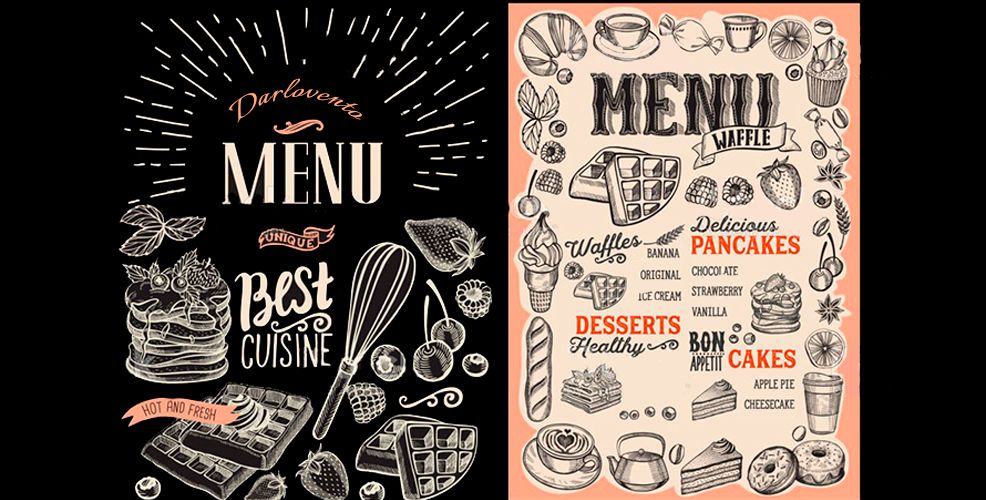 Darlovento
MENU
UNIQUE
Best
CUISINE
HOT AND FRESH
MENU
WAFFLE
Waffles
BANANA
ORIGINAL
ICE CREAM
Delicious
PANCAKES
CHOCOLATE
STRAWBERRY
VANILLA
DESSERTS
Healthy
BON
APPETIT
CAKES
APPLE PIE
CHEESECAKE